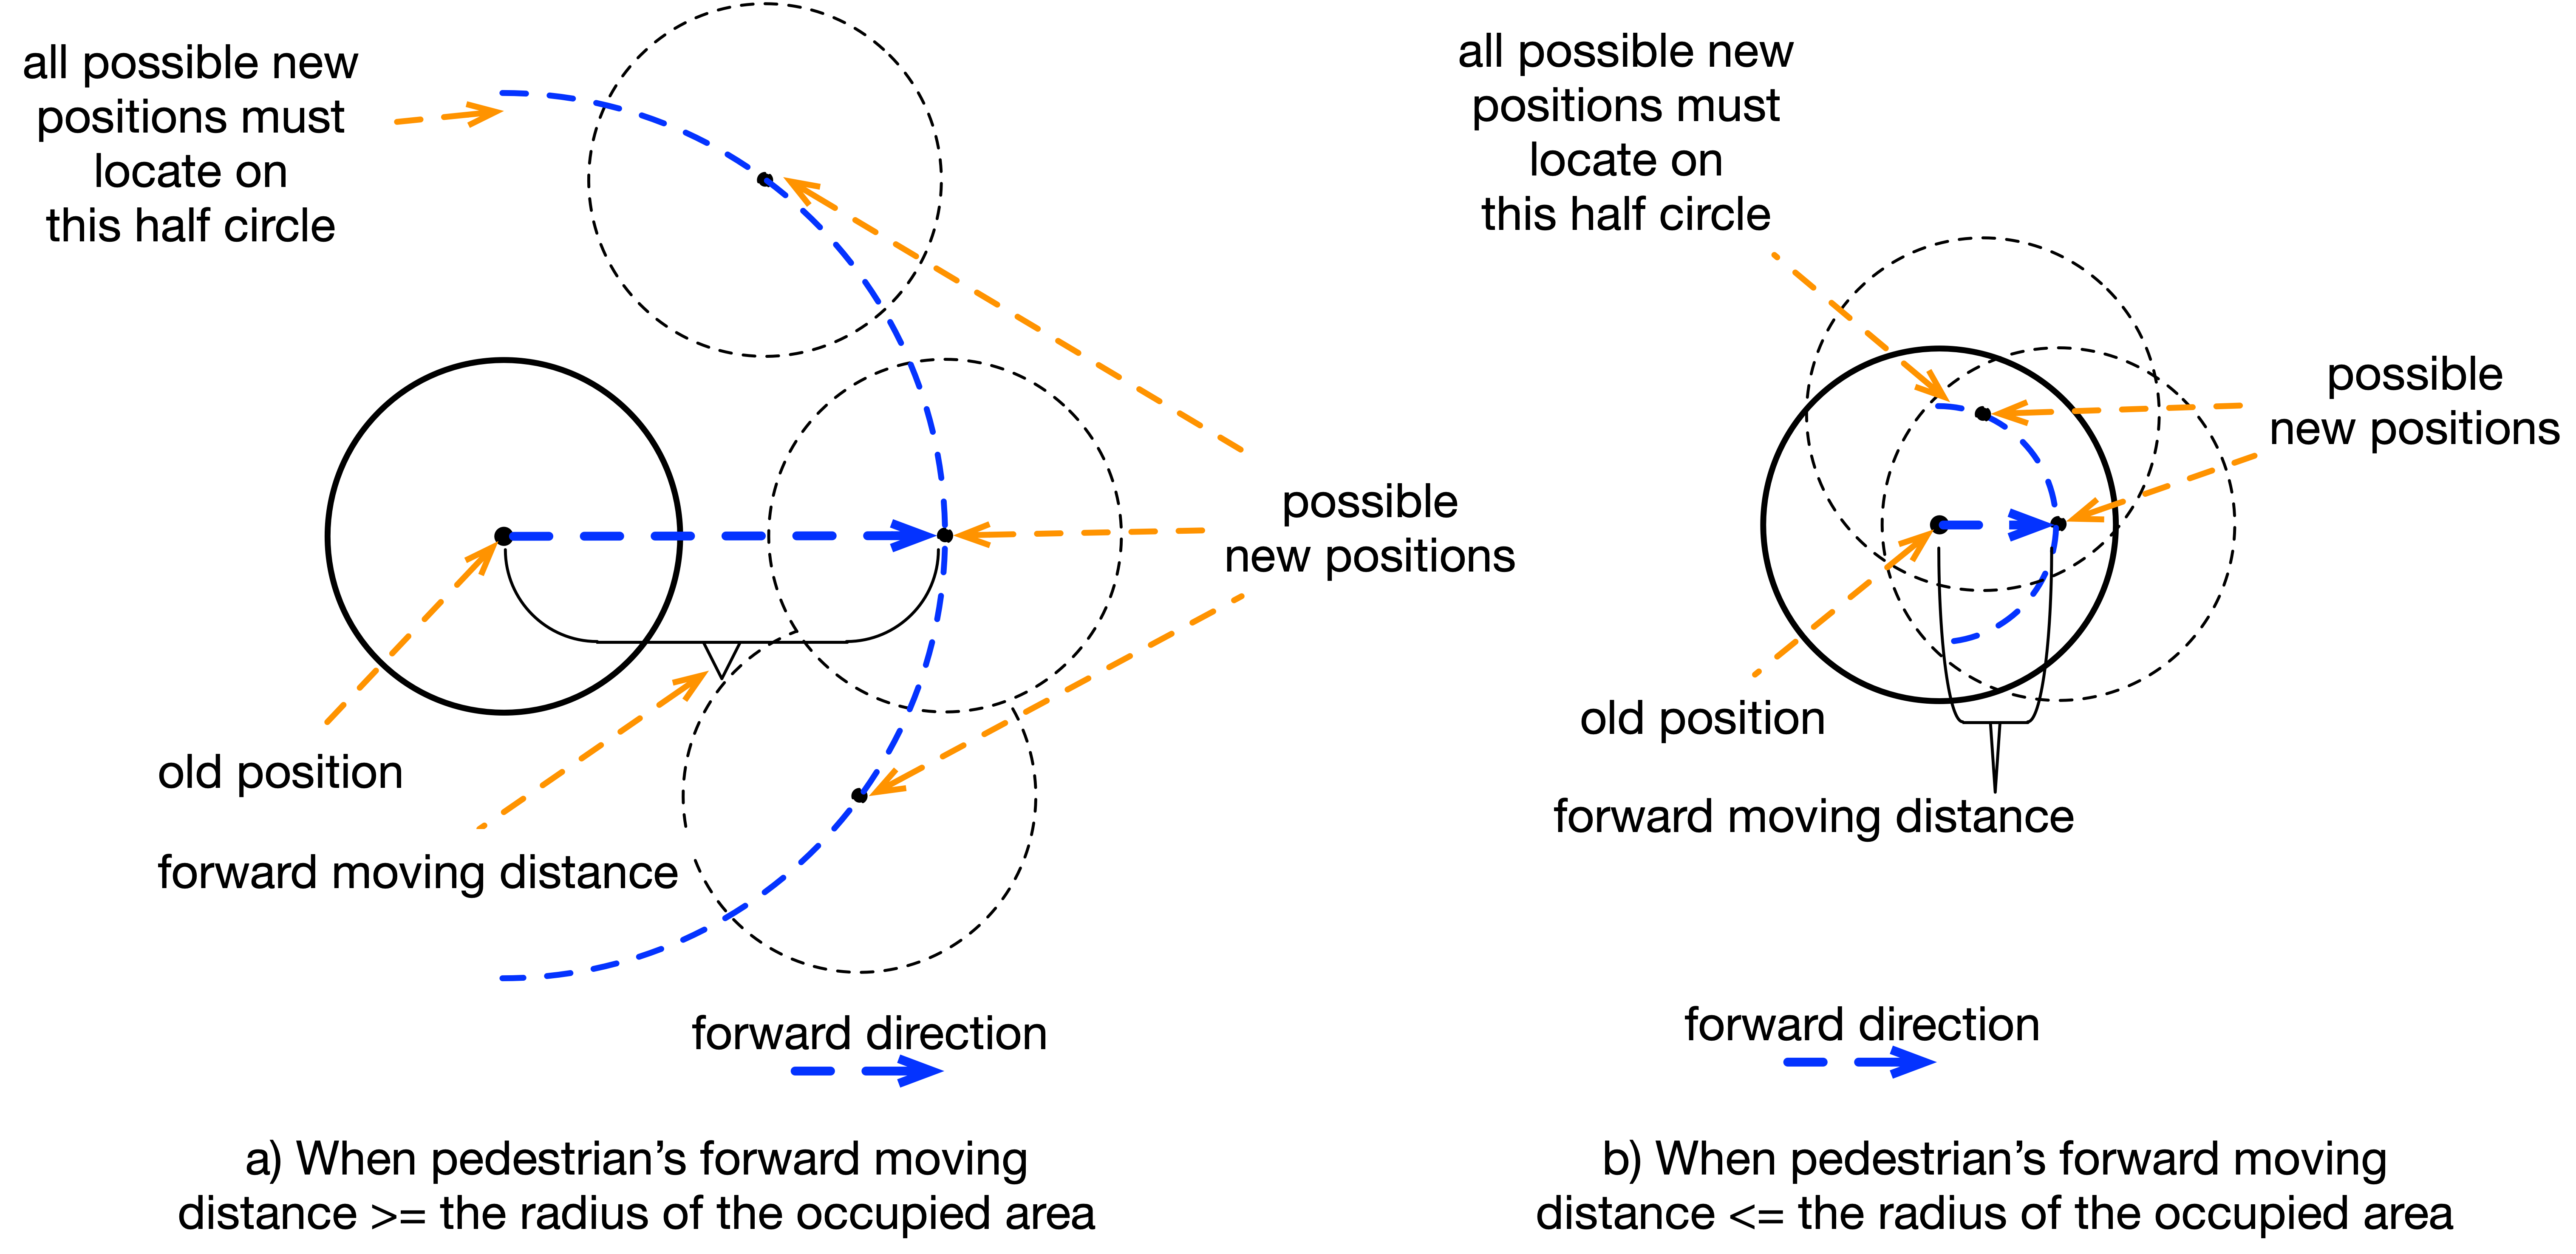 all possible new
positions must
locate on
this half circle
possible
new positions
old position
forward moving distance
forward direction
a) When pedestrian’s forward moving
distance >= the radius of the occupied area
all possible new
positions must
locate on
this half circle
possible
new positions
old position
forward moving distance
forward direction
b) When pedestrian’s forward moving
distance <= the radius of the occupied area